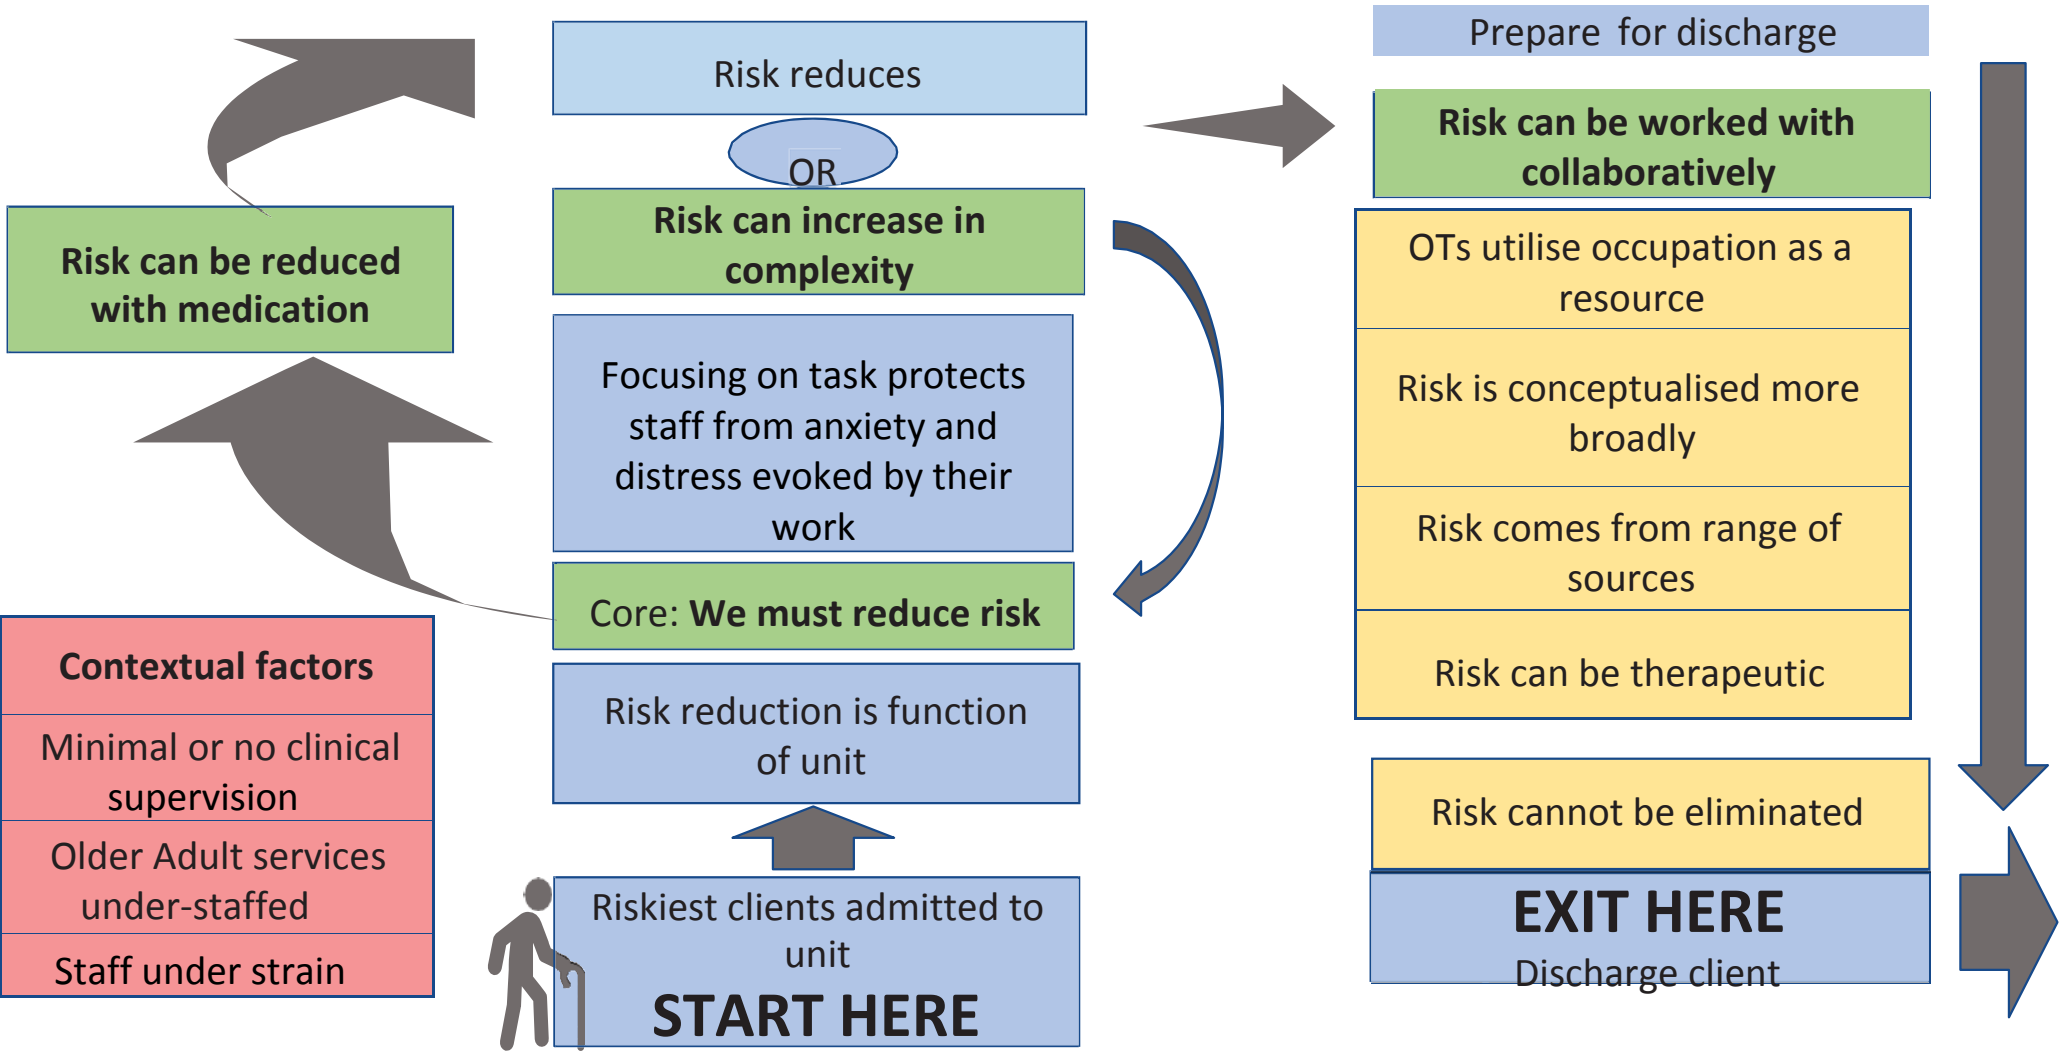 Risk reduces
OR
Risk can increase in
complexity
Focusing on task protects
staff from anxiety and
distress evoked by their
work
Core: We must reduce risk
Risk reduction is function
of unit
Riskiest clients admitted to
unit
START HERE
Risk can be reduced
with medication
Contextual factors
Minimal or no clinical
supervision
Older Adult services
under-staffed
Staff under strain
Prepare for discharge
Risk can be worked with
collaboratively
OTs utilise occupation as a
resource
Risk is conceptualised more
broadly
Risk comes from range of
sources
Risk can be therapeutic
Risk cannot be eliminated
EXIT HERE
Discharge client